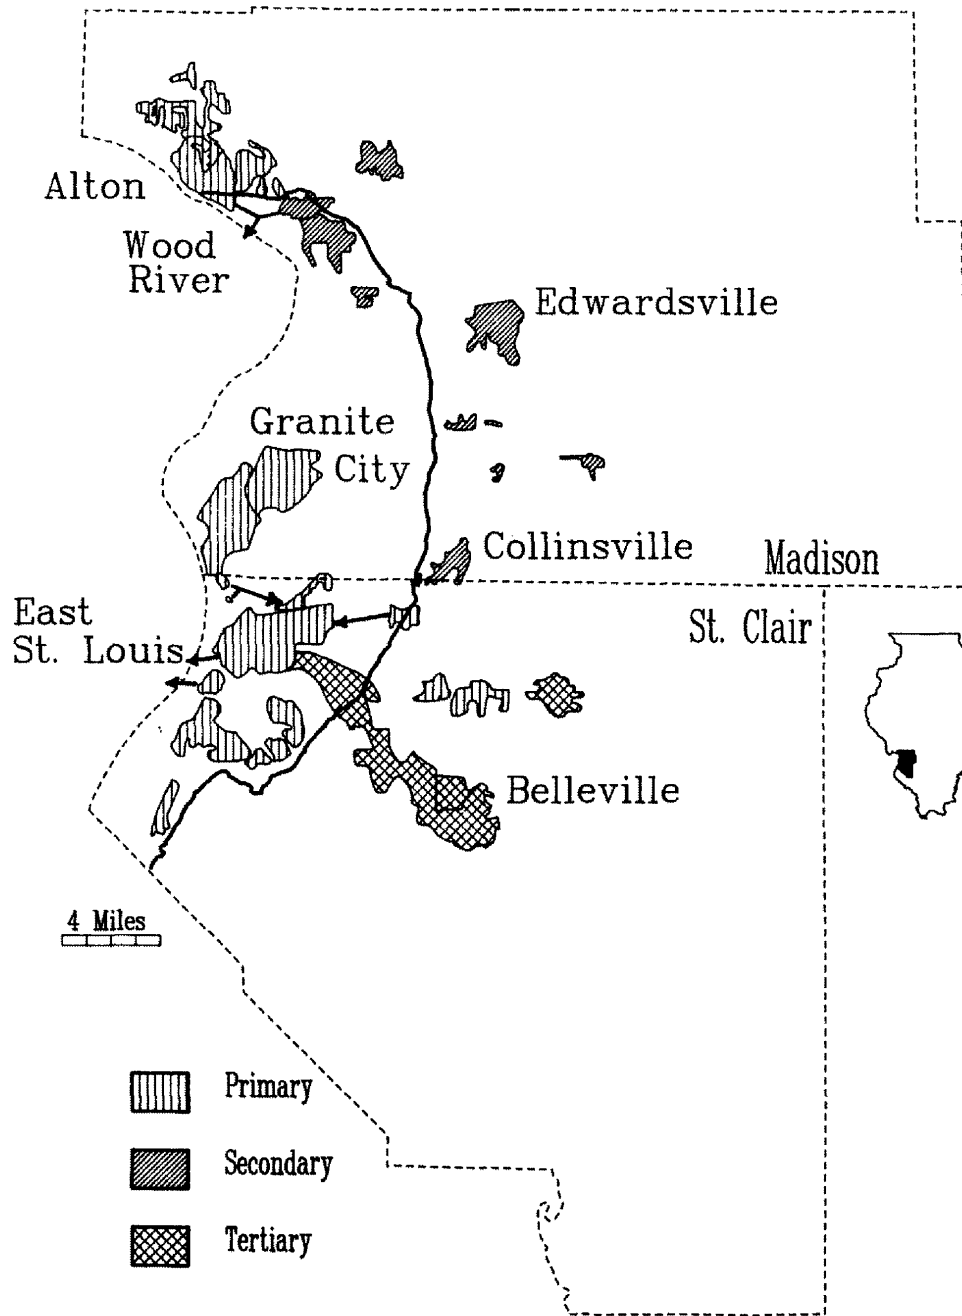 Alton
Wood
River
Edwardsville
Granite
City
Collinsville
Madison
East
St. Louis
St. Clair
Belleville
4 Miles
Primary
Secondary
Tertiary